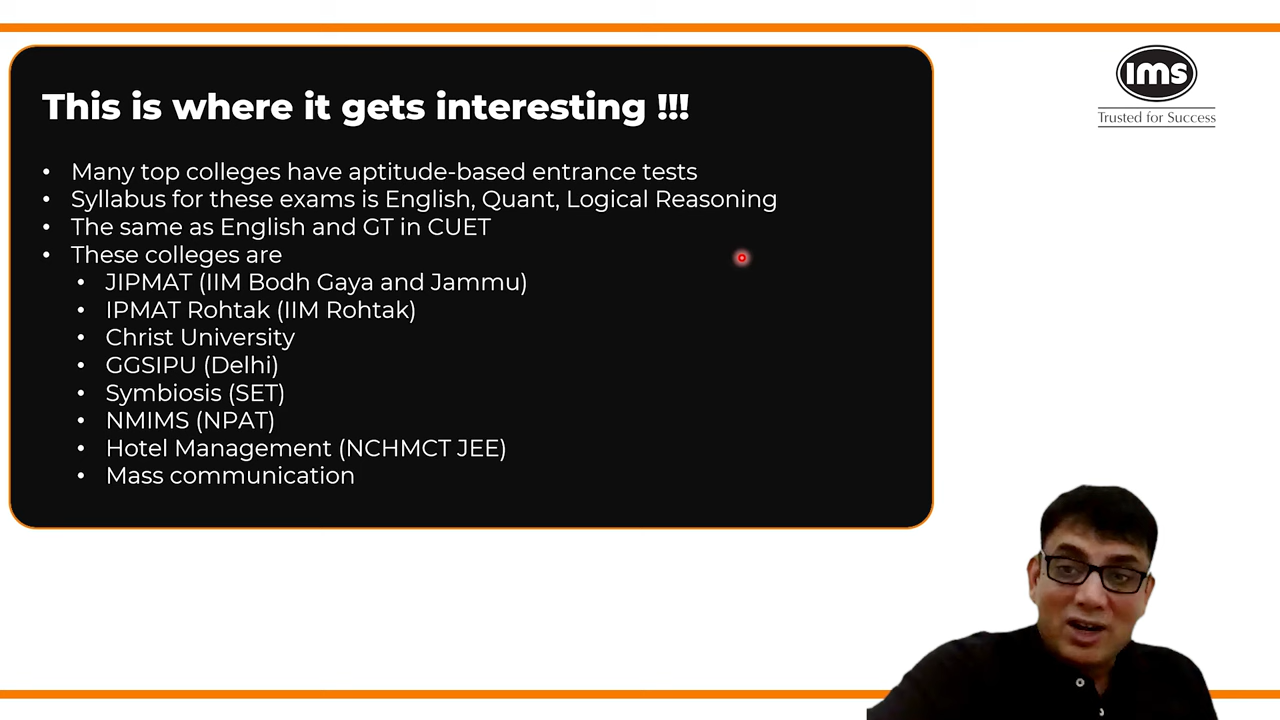 This is where it gets interesting !!!
ims
Trusted for Success
• Many top colleges have aptitude-based entrance tests
• Syllabus for these exams is English, Quant, Logical Reasoning
• The same as English and GT in CUET
• These colleges are
• JIPMAT (IIM Bodh Gaya and Jammu)
• IPMAT Rohtak (IIM Rohtak)
• Christ University
• GGSIPU (Delhi)
• Symbiosis (SET)
• NMIMS (NPAT)
• Hotel Management (NCHMCT JEE)
• Mass communication